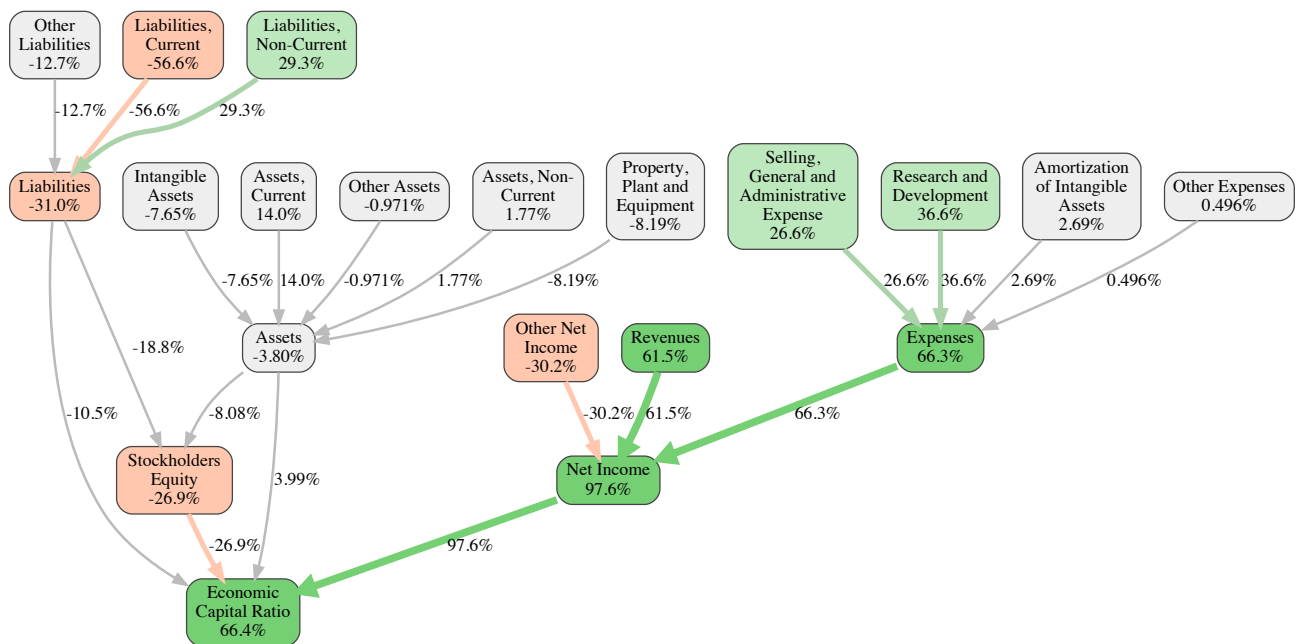 Other
Liabilities
-12.7%
Liabilities,
Current
-56.6%
Liabilities,
Non-Current
29.3%
-12.7%
-56.6%
29.3%
Liabilities
-31.0%
Intangible
Assets
-7.65%
Assets,
Current
14.0%
Other Assets
-0.971%
Assets, Non-
Current
1.77%
Property,
Plant and
Equipment
-8.19%
Selling,
General and
Administrative
Expense
26.6%
Research and
Development
36.6%
Amortization
of Intangible
Assets
2.69%
Other Expenses
0.496%
-7.65%
14.0%
-0.971%
1.77%
-8.19%
26.6%
36.6%
2.69%
0.496%
Assets
-3.80%
Other Net
Income
-30.2%
Revenues
61.5%
Expenses
66.3%
-18.8%
-10.5%
-8.08%
-30.2%
61.5%
66.3%
Stockholders
Equity
-26.9%
3.99%
Net Income
97.6%
-26.9%
97.6%
Economic
Capital Ratio
66.4%